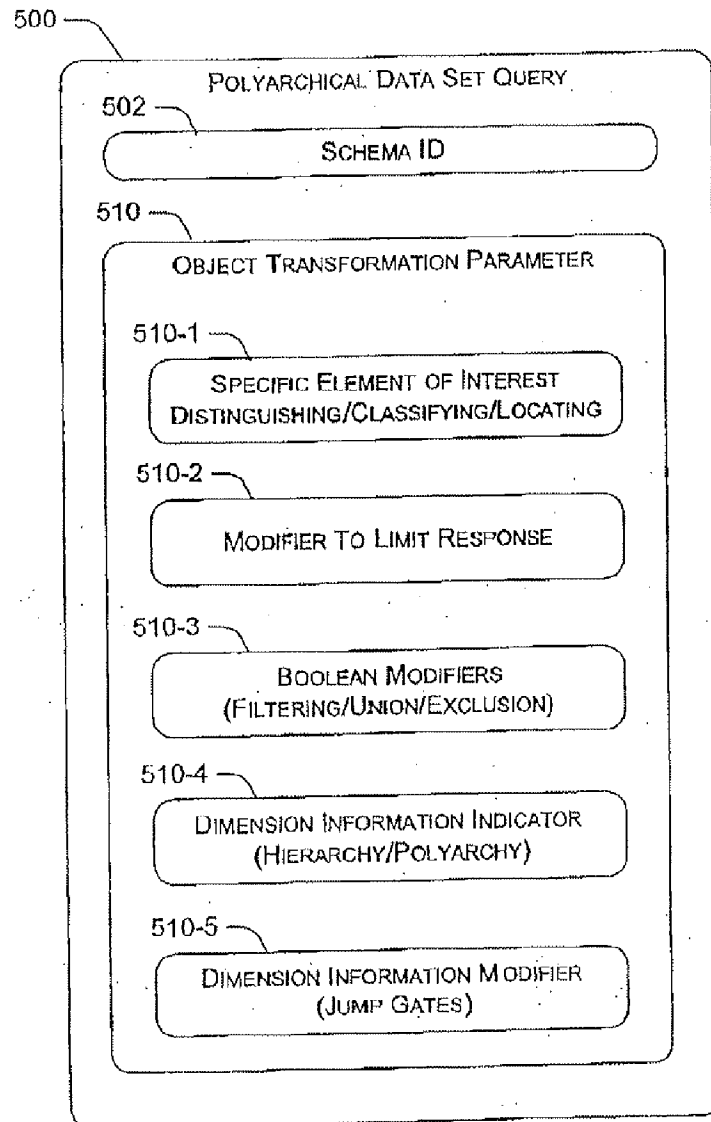 500
POLYARCHICAL DATA SET QUERY
502
SCHEMA ID
510
OBJECT TRANSFORMATION PARAMETER
510-1
SPECIFIC ELEMENT OF INTEREST
DISTINGUISHING/CLASSIFYING/LOCATING
510-2
MODIFIER TO LIMIT RESPONSE
510-3
BOOLEAN MODIFIERS
(FILTERING/UNION/EXCLUSION)
510-4
DIMENSION INFORMATION INDICATOR
(HIERARCHY/POLYARCHY)
510-5
DIMENSION INFORMATION MODIFIER
(JUMP GATES)